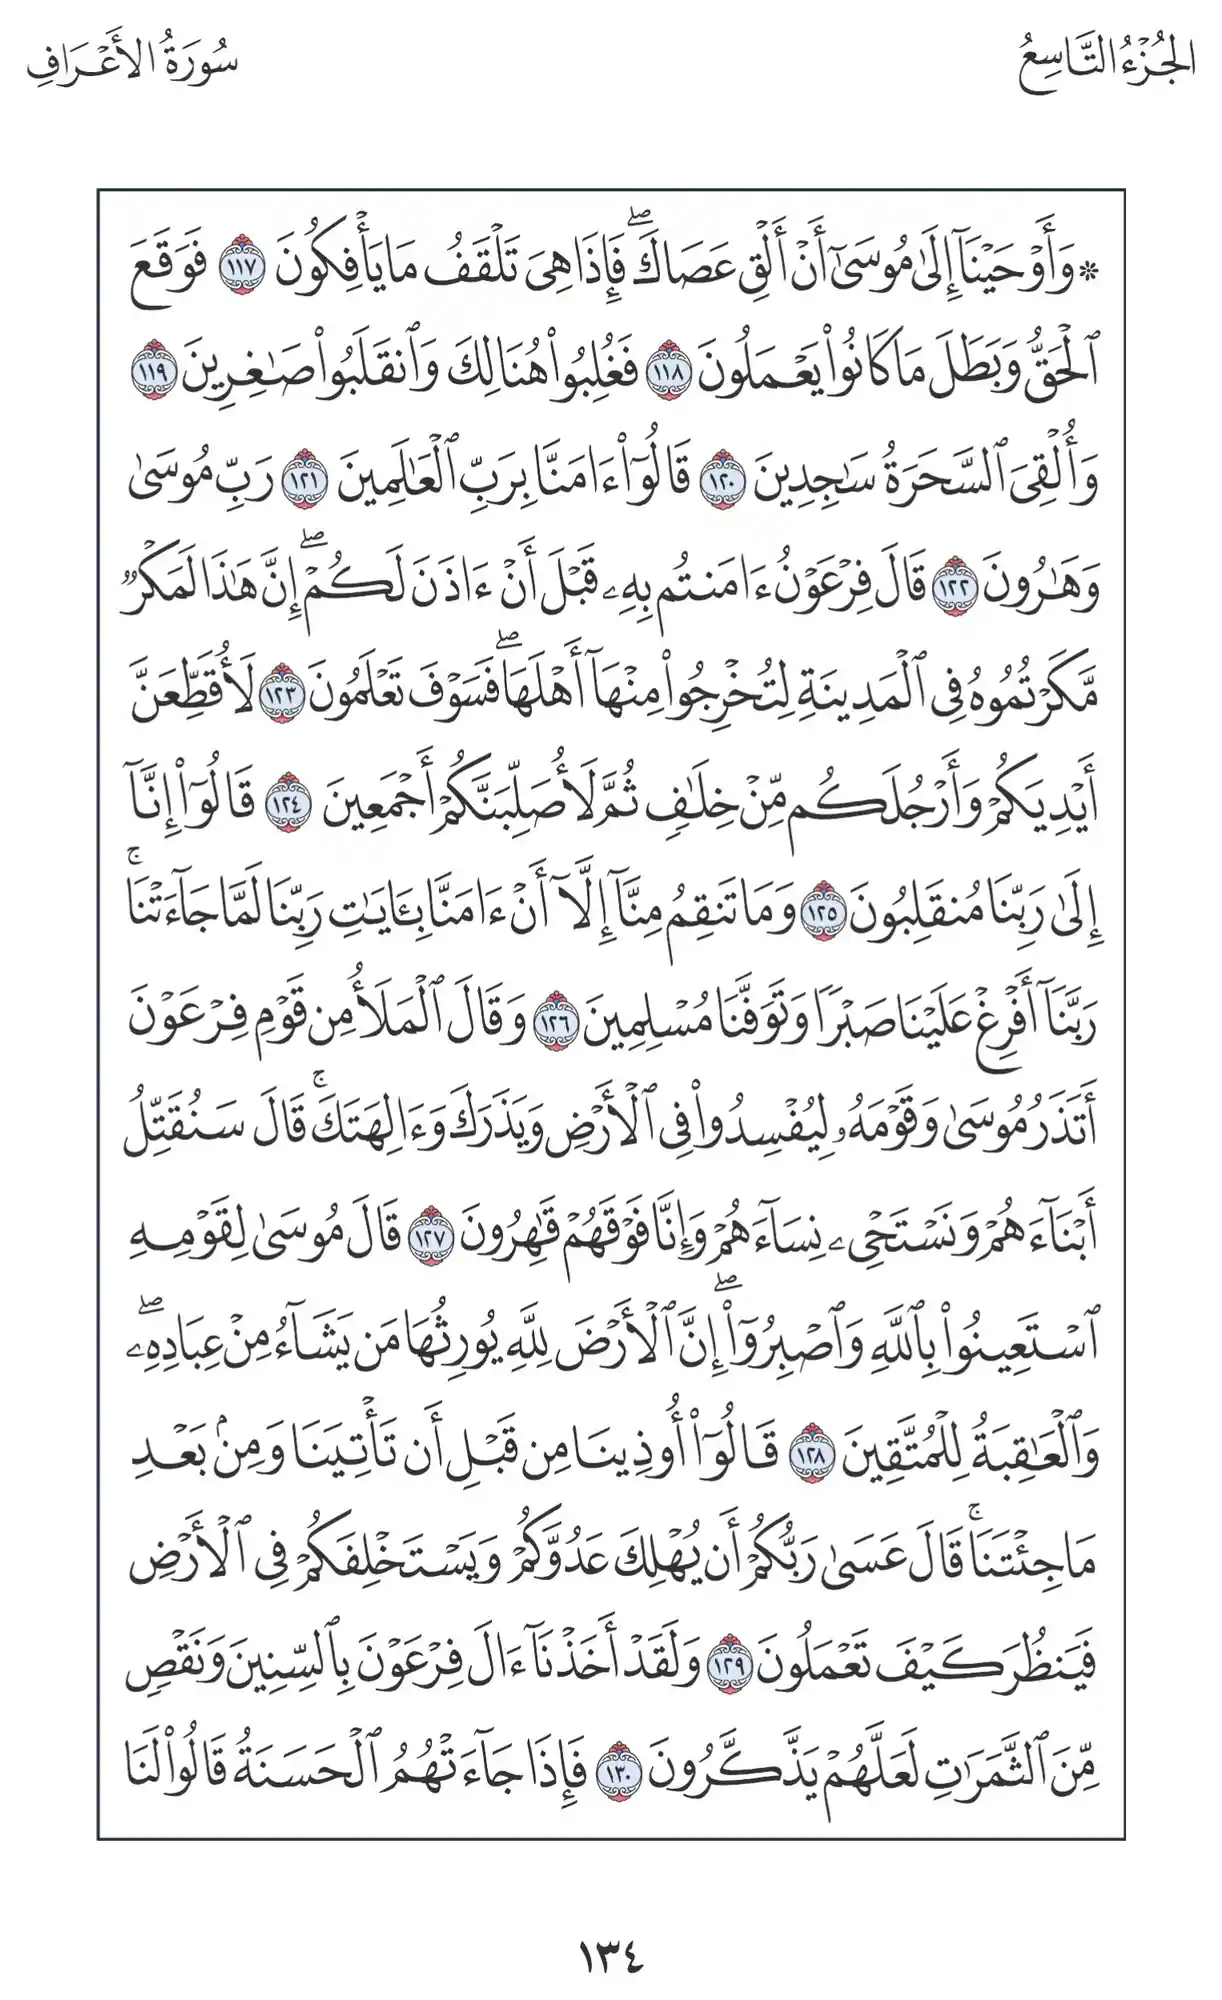 الجُزْءُ التَّاسِعُ
سُورَةُ الأَعْرَافِ
۞ وَأَوۡحَيۡنَآ إِلَىٰ مُوسَىٰٓ أَنۡ أَلۡقِ عَصَاكَۖ فَإِذَا هِيَ تَلۡقَفُ مَا يَأۡفِكُونَ ١١٧ فَوَقَعَ
ٱلۡحَقُّ وَبَطَلَ مَا كَانُواْ يَعۡمَلُونَ ١١٨ فَغُلِبُواْ هُنَالِكَ وَٱنقَلَبُواْ صَٰغِرِينَ ١١٩
وَأُلۡقِيَ ٱلسَّحَرَةُ سَٰجِدِينَ ١٢٠ قَالُوٓاْ ءَامَنَّا بِرَبِّ ٱلۡعَٰلَمِينَ ١٢١ رَبِّ مُوسَىٰ
وَهَٰرُونَ ١٢٢ قَالَ فِرۡعَوۡنُ ءَامَنتُم بِهِۦ قَبۡلَ أَنۡ ءَاذَنَ لَكُمۡۖ إِنَّ هَٰذَا لَمَكۡرٞ
مَّكَرۡتُمُوهُ فِي ٱلۡمَدِينَةِ لِتُخۡرِجُواْ مِنۡهَآ أَهۡلَهَاۖ فَسَوۡفَ تَعۡلَمُونَ ١٢٣ لَأُقَطِّعَنَّ
أَيۡدِيَكُمۡ وَأَرۡجُلَكُم مِّنۡ خِلَٰفٖ ثُمَّ لَأُصَلِّبَنَّكُمۡ أَجۡمَعِينَ ١٢٤ قَالُوٓاْ إِنَّآ
إِلَىٰ رَبِّنَا مُنقَلِبُونَ ١٢٥ وَمَا تَنقِمُ مِنَّآ إِلَّآ أَنۡ ءَامَنَّا بِـَٔايَٰتِ رَبِّنَا لَمَّا جَآءَتۡنَاۚ
رَبَّنَآ أَفۡرِغۡ عَلَيۡنَا صَبۡرٗا وَتَوَفَّنَا مُسۡلِمِينَ ١٢٦ وَقَالَ ٱلۡمَلَأُ مِن قَوۡمِ فِرۡعَوۡنَ
أَتَذَرُ مُوسَىٰ وَقَوۡمَهُۥ لِيُفۡسِدُواْ فِي ٱلۡأَرۡضِ وَيَذَرَكَ وَءَالِهَتَكَۚ قَالَ سَنُقَتِّلُ
أَبۡنَآءَهُمۡ وَنَسۡتَحۡيِۦ نِسَآءَهُمۡ وَإِنَّا فَوۡقَهُمۡ قَٰهِرُونَ ١٢٧ قَالَ مُوسَىٰ لِقَوۡمِهِ
ٱسۡتَعِينُواْ بِٱللَّهِ وَٱصۡبِرُوٓاْۖ إِنَّ ٱلۡأَرۡضَ لِلَّهِ يُورِثُهَا مَن يَشَآءُ مِنۡ عِبَادِهِۦۖ
وَٱلۡعَٰقِبَةُ لِلۡمُتَّقِينَ ١٢٨ قَالُوٓاْ أُوذِينَا مِن قَبۡلِ أَن تَأۡتِيَنَا وَمِنۢ بَعۡدِ
مَا جِئۡتَنَاۚ قَالَ عَسَىٰ رَبُّكُمۡ أَن يُهۡلِكَ عَدُوَّكُمۡ وَيَسۡتَخۡلِفَكُمۡ فِي ٱلۡأَرۡضِ
فَيَنظُرَ كَيۡفَ تَعۡمَلُونَ ١٢٩ وَلَقَدۡ أَخَذۡنَآ ءَالَ فِرۡعَوۡنَ بِٱلسِّنِينَ وَنَقۡصٖ
مِّنَ ٱلثَّمَرَٰتِ لَعَلَّهُمۡ يَذَّكَّرُونَ ١٣٠ فَإِذَا جَآءَتۡهُمُ ٱلۡحَسَنَةُ قَالُواْ لَنَا
١٣٤